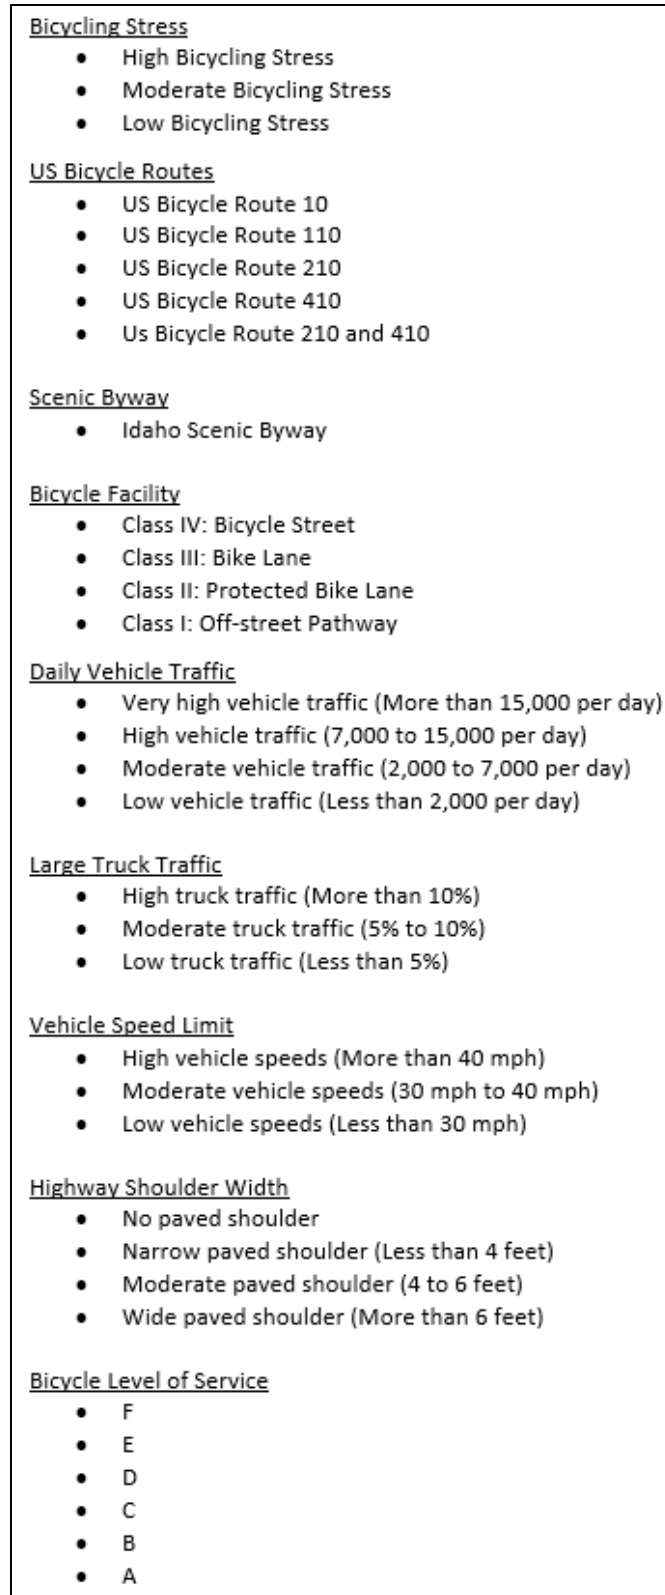 Bicycling Stress
• High Bicycling Stress
• Moderate Bicycling Stress
• Low Bicycling Stress
US Bicycle Routes
• US Bicycle Route 10
• US Bicycle Route 110
• US Bicycle Route 210
• US Bicycle Route 410
• Us Bicycle Route 210 and 410
Scenic Byway
• Idaho Scenic Byway
Bicycle Facility
• Class IV: Bicycle Street
• Class III: Bike Lane
• Class II: Protected Bike Lane
• Class I: Off-street Pathway
Daily Vehicle Traffic
• Very high vehicle traffic (More than 15,000 per day)
• High vehicle traffic (7,000 to 15,000 per day)
• Moderate vehicle traffic (2,000 to 7,000 per day)
• Low vehicle traffic (Less than 2,000 per day)
Large Truck Traffic
• High truck traffic (More than 10%)
• Moderate truck traffic (5% to 10%)
• Low truck traffic (Less than 5%)
Vehicle Speed Limit
• High vehicle speeds (More than 40 mph)
• Moderate vehicle speeds (30 mph to 40 mph)
• Low vehicle speeds (Less than 30 mph)
Highway Shoulder Width
• No paved shoulder
• Narrow paved shoulder (Less than 4 feet)
• Moderate paved shoulder (4 to 6 feet)
• Wide paved shoulder (More than 6 feet)
Bicycle Level of Service
• F
• E
• D
• C
• B
• A